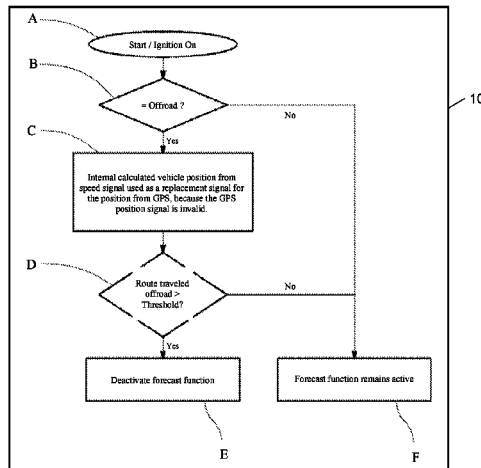 A
Start / Ignition On
B
= Offroad ?
No
10
Yes
C
Internal calculated vehicle position from
speed signal used as a replacement signal for
the position from GPS, because the GPS
position signal is invalid.
D
Route traveled
offroad >
Threshold?
No
Yes
Deactivate forecast function
Forecast function remains active
E
F